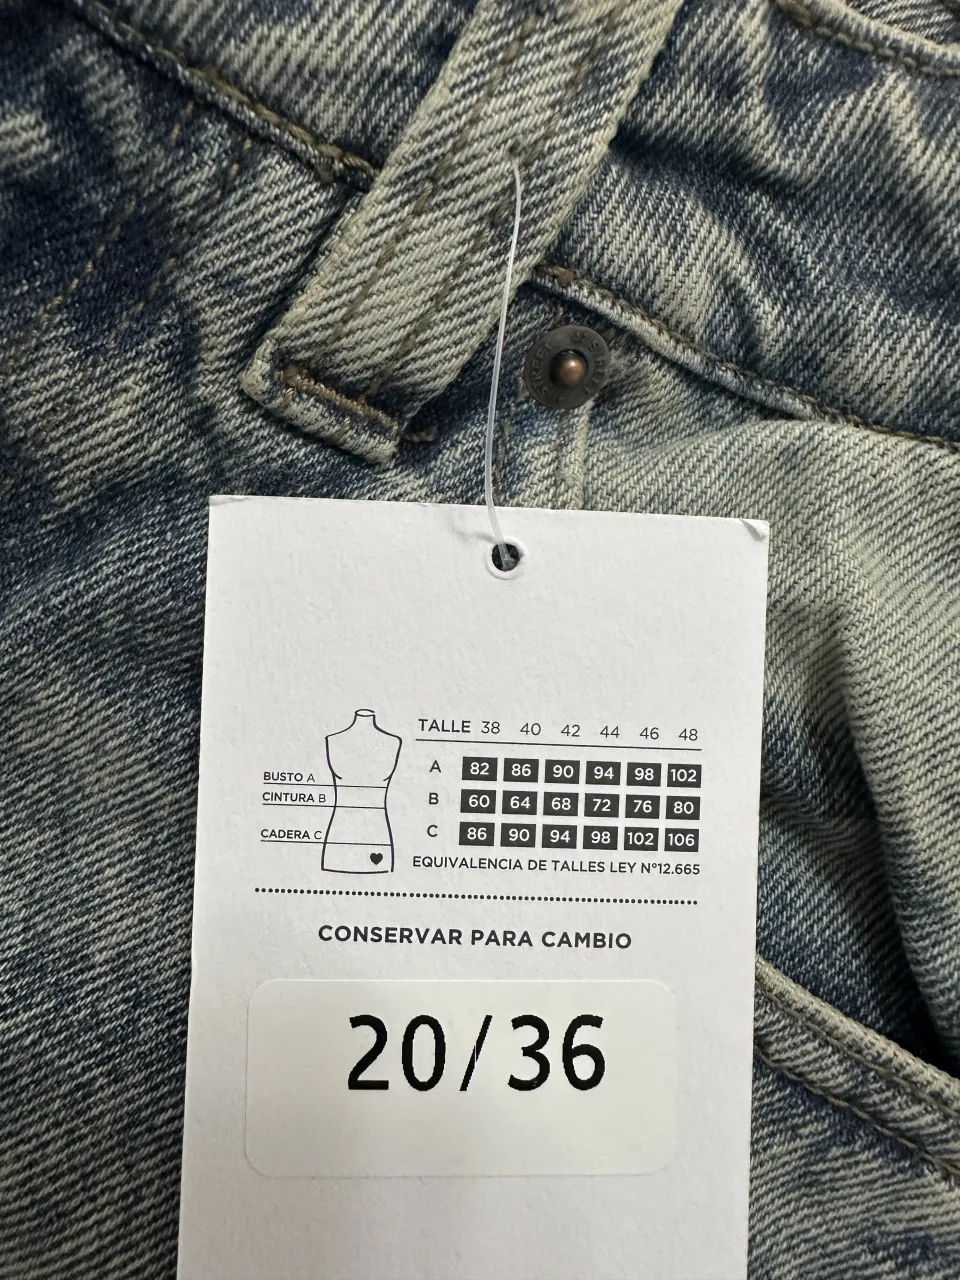 TALLE 38 40 42 44 46 48
A 82 86 90 94 98 102
BUSTO A
CINTURA B
B 60 64 68 72 76 80
CADERA C
C 86 90 94 98 102 106
EQUIVALENCIA DE TALLES LEY N°12.665
CONSERVAR PARA CAMBIO
20/36